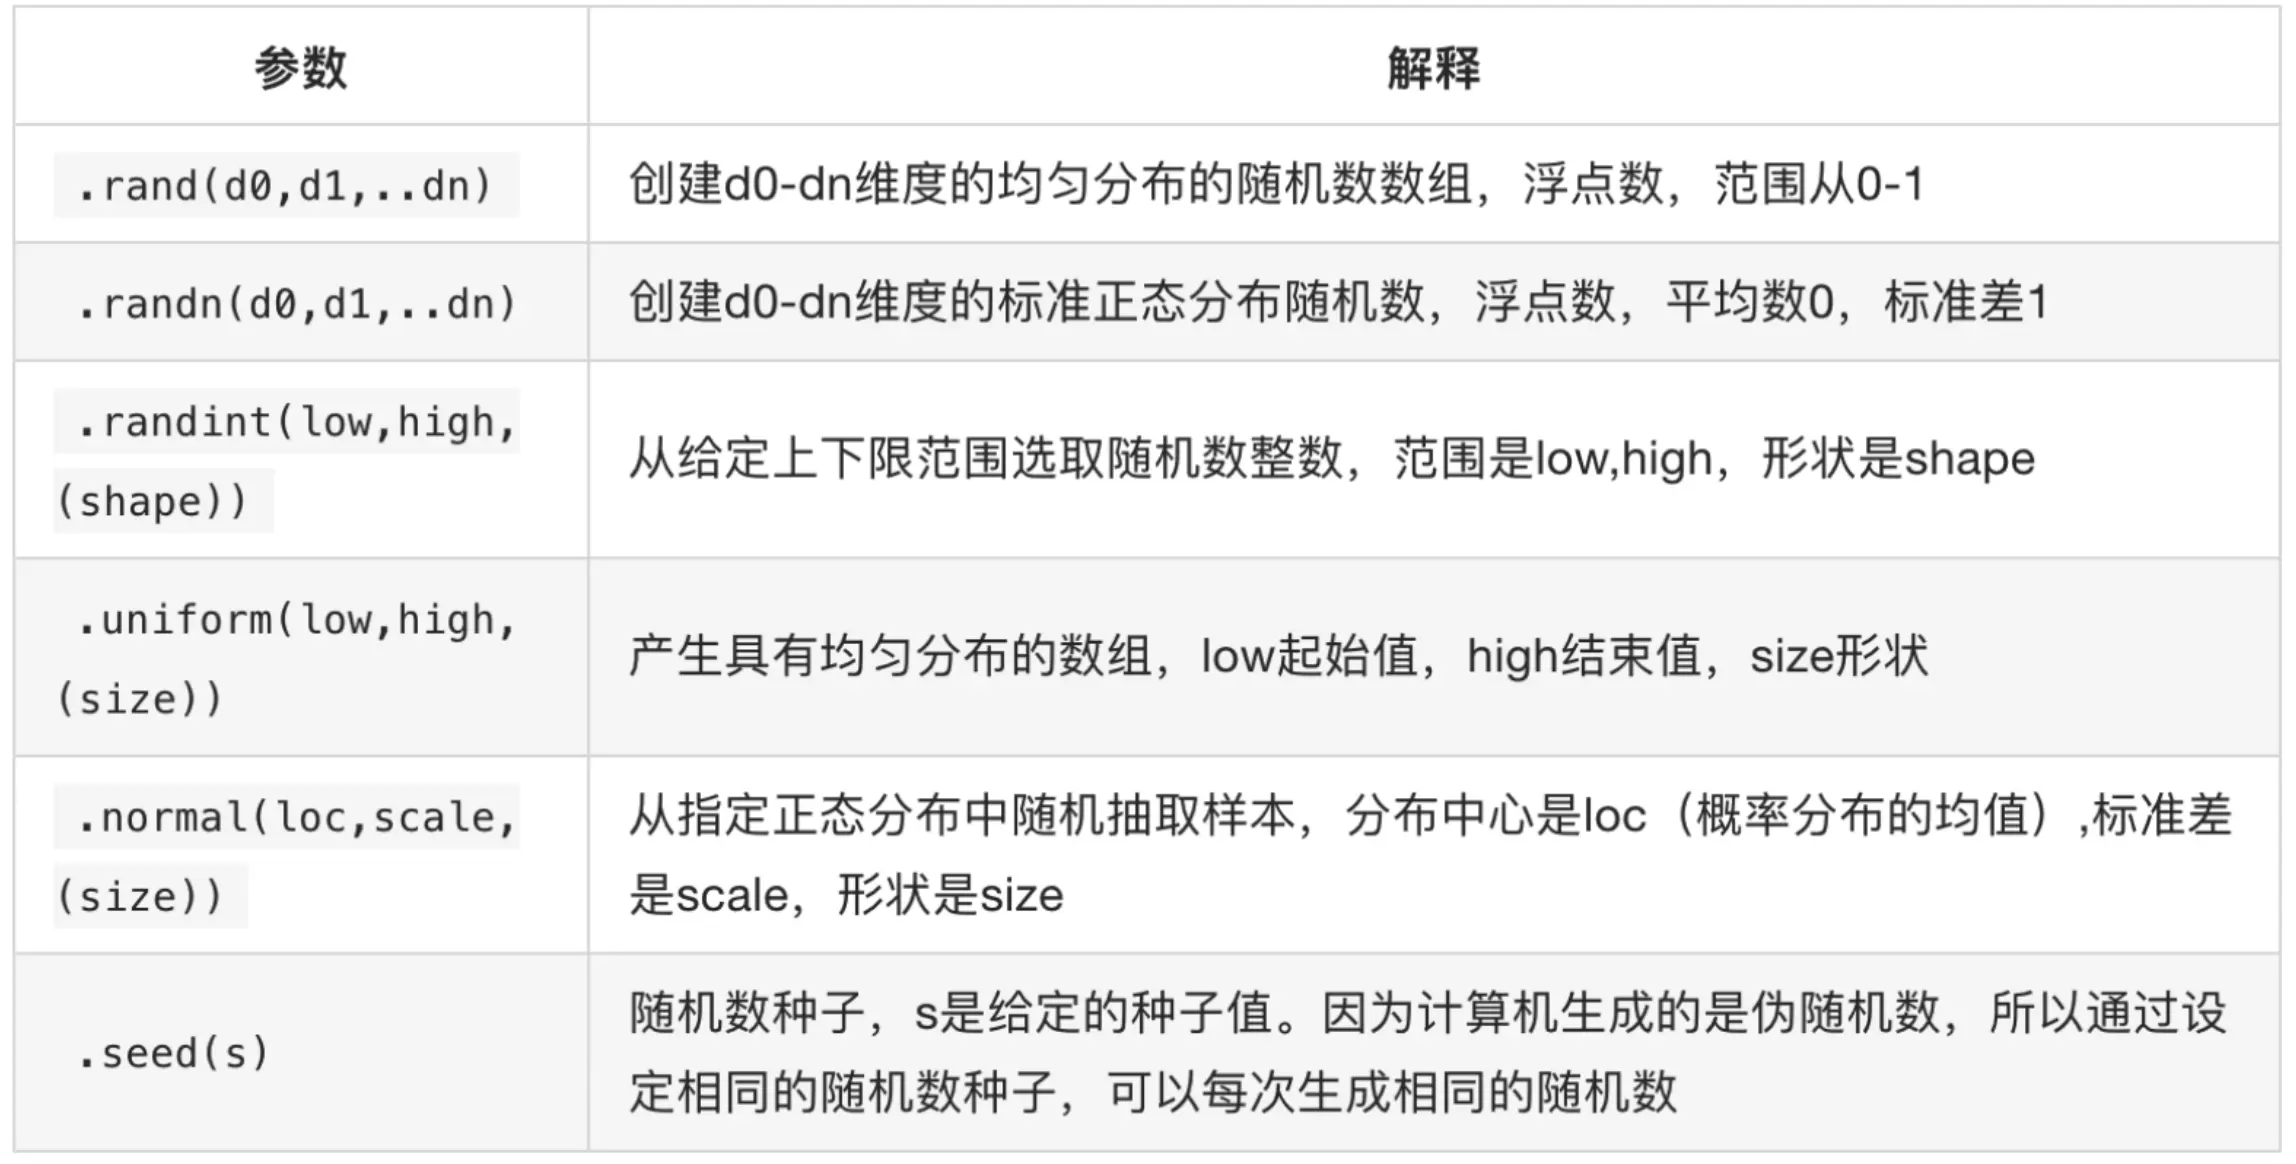 参数
解释
.rand(d0,d1,..dn)
创建d0-dn维度的均匀分布的随机数数组，浮点数，范围从0-1
.randn(d0,d1,..dn)
创建d0-dn维度的标准正态分布随机数，浮点数，平均数0，标准差1
.randint(low,high,
(shape))
从给定上下限范围选取随机数整数，范围是low,high，形状是shape
.uniform(low,high,
(size))
产生具有均匀分布的数组，low起始值，high结束值，size形状
.normal(loc,scale,
(size))
从指定正态分布中随机抽取样本，分布中心是loc（概率分布的均值）,标准差
是scale，形状是size
.seed(s)
随机数种子，s是给定的种子值。因为计算机生成的是伪随机数，所以通过设
定相同的随机数种子，可以每次生成相同的随机数